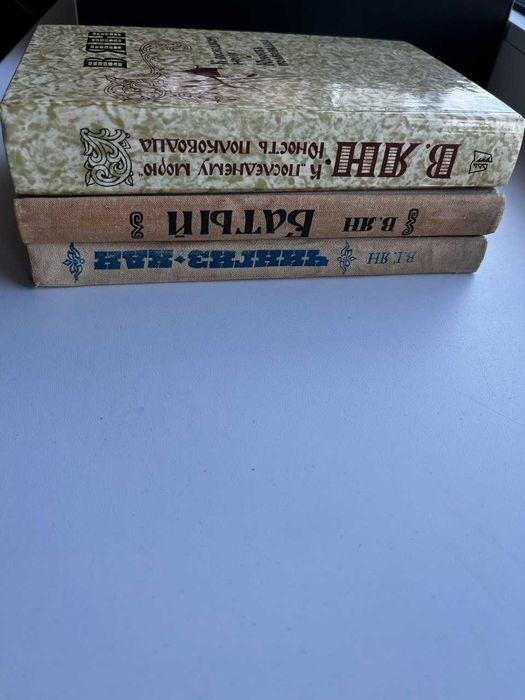 В. ЯН
К „ПОСЛЕДНЕМУ МОРЮ"
ЮНОСТЬ ПОЛКОВОДЦА
В. ЯН
БАТЫЙ
В.Г. ЯН
ЧИНГИЗ-ХАН